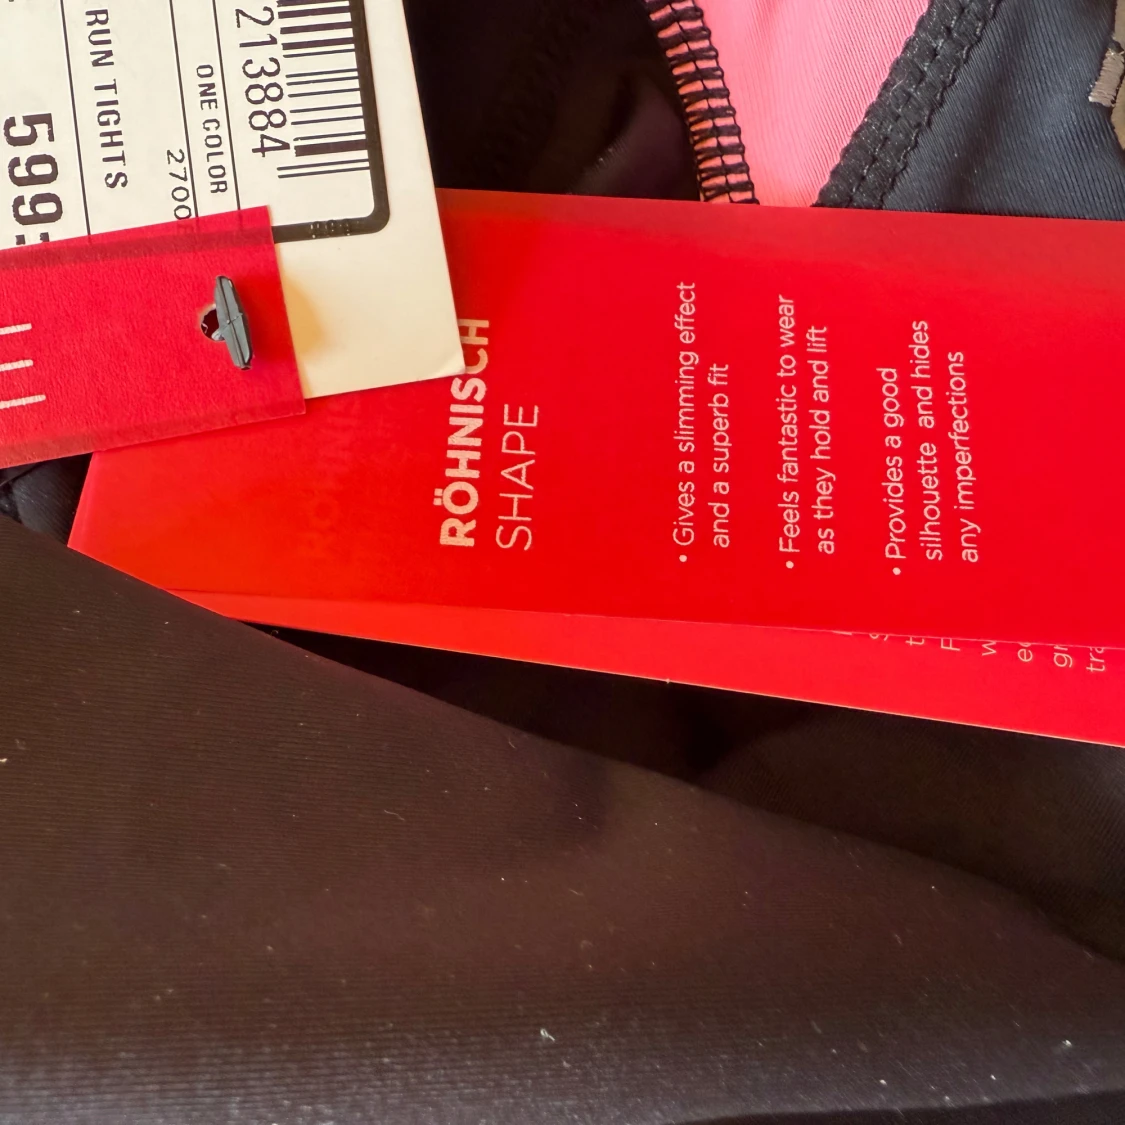 213884
ONE COLOR
2700
RUN TIGHTS
599:
RÖHNISCH
SHAPE
• Gives a slimming effect
and a superb fit
• Feels fantastic to wear
as they hold and lift
• Provides a good
silhouette and hides
any imperfections